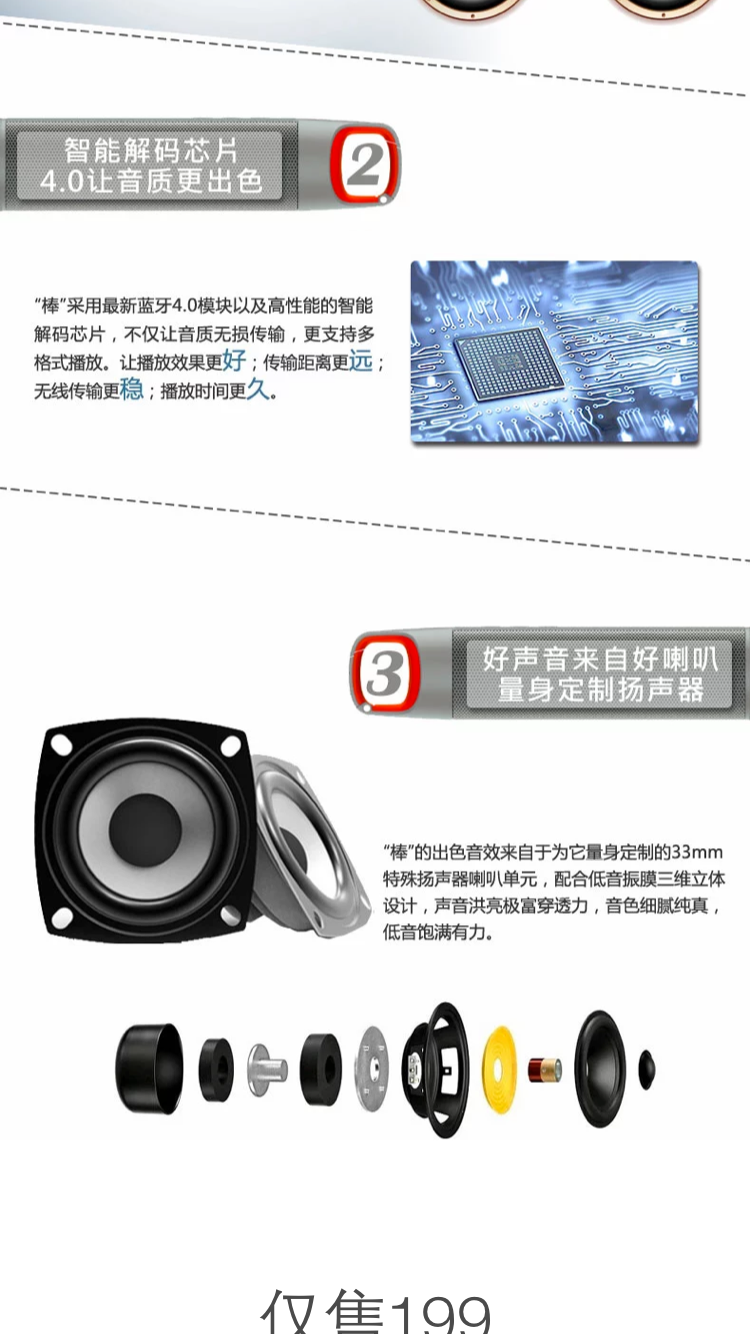 智能解码芯片
4.0让音质更出色
2
“棒”采用最新蓝牙4.0模块以及高性能的智能
解码芯片，不仅让音质无损传输，更支持多
格式播放。让播放效果更好；传输距离更远；
无线传输更稳；播放时间更久。
3
好声音来自好喇叭
量身定制扬声器
“棒”的出色音效来自于为它量身定制的33mm
特殊扬声器喇叭单元，配合低音振膜三维立体
设计，声音洪亮极富穿透力，音色细腻纯真，
低音饱满有力。
仅售199